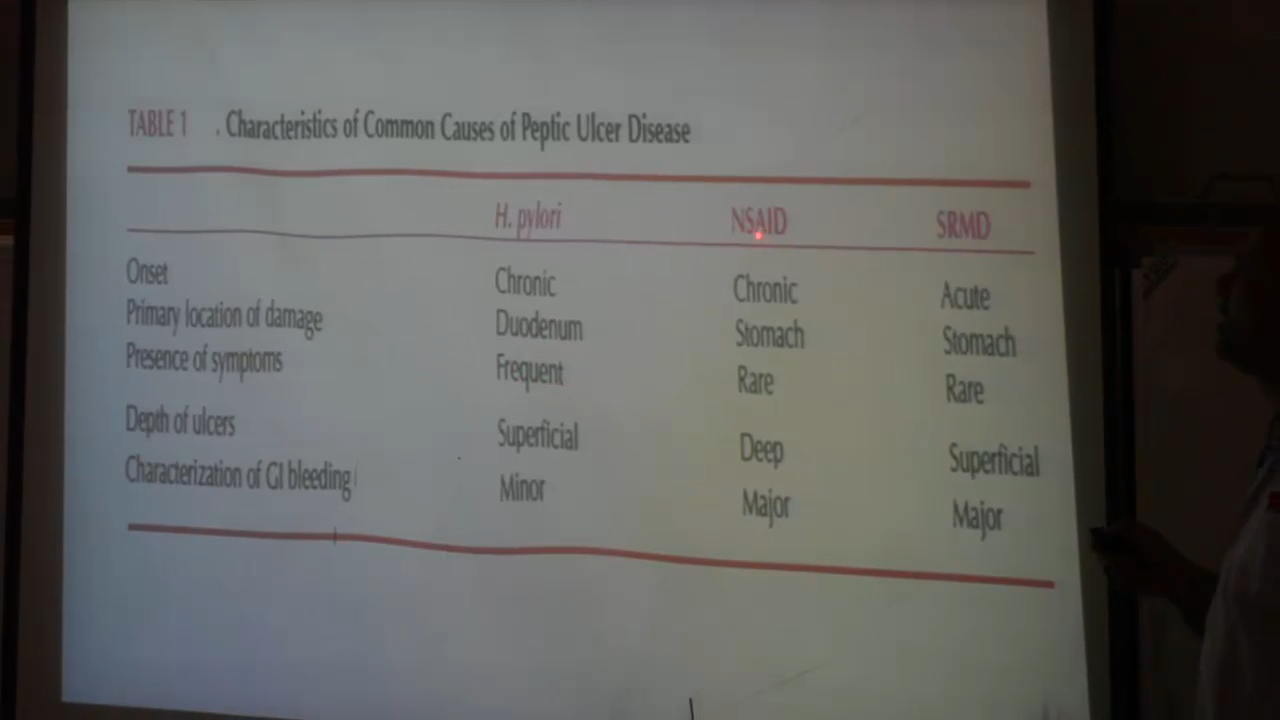 TABLE 1 . Characteristics of Common Causes of Peptic Ulcer Disease
H. pylori NSAID SRMD
Onset Chronic Chronic Acute
Primary location of damage Duodenum Stomach Stomach
Presence of symptoms Frequent Rare Rare
Depth of ulcers Superficial Deep Superficial
Characterization of GI bleeding Minor Major Major